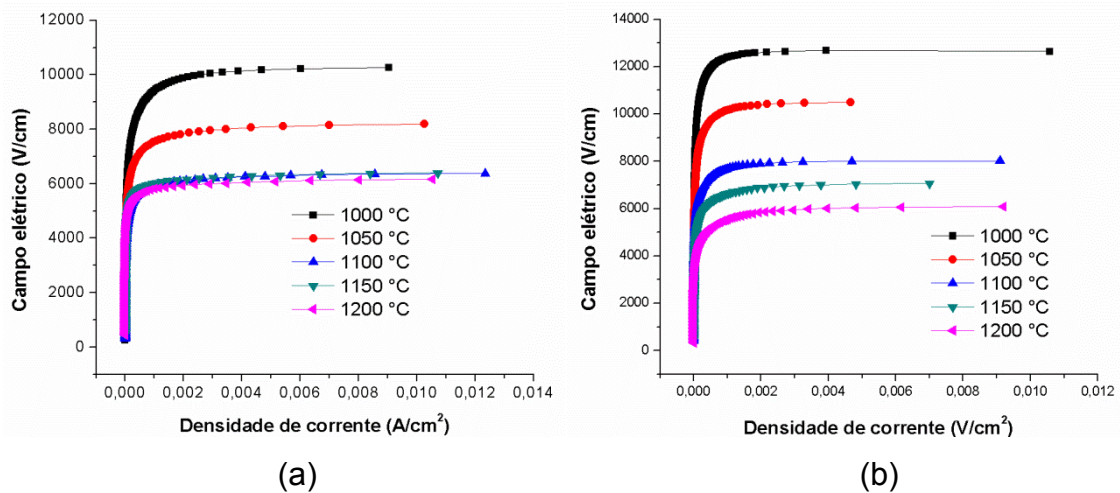 12000
10000
8000
6000
4000
2000
0
Campo elétrico (V/cm)
1000 °C
1050 °C
1100 °C
1150 °C
1200 °C
0,000 0,002 0,004 0,006 0,008 0,010 0,012 0,014
Densidade de corrente (A/cm²)
(a)
14000
12000
10000
8000
6000
4000
2000
0
Campo elétrico (V/cm)
1000 °C
1050 °C
1100 °C
1150 °C
1200 °C
0,000 0,002 0,004 0,006 0,008 0,010 0,012
Densidade de corrente (V/cm²)
(b)